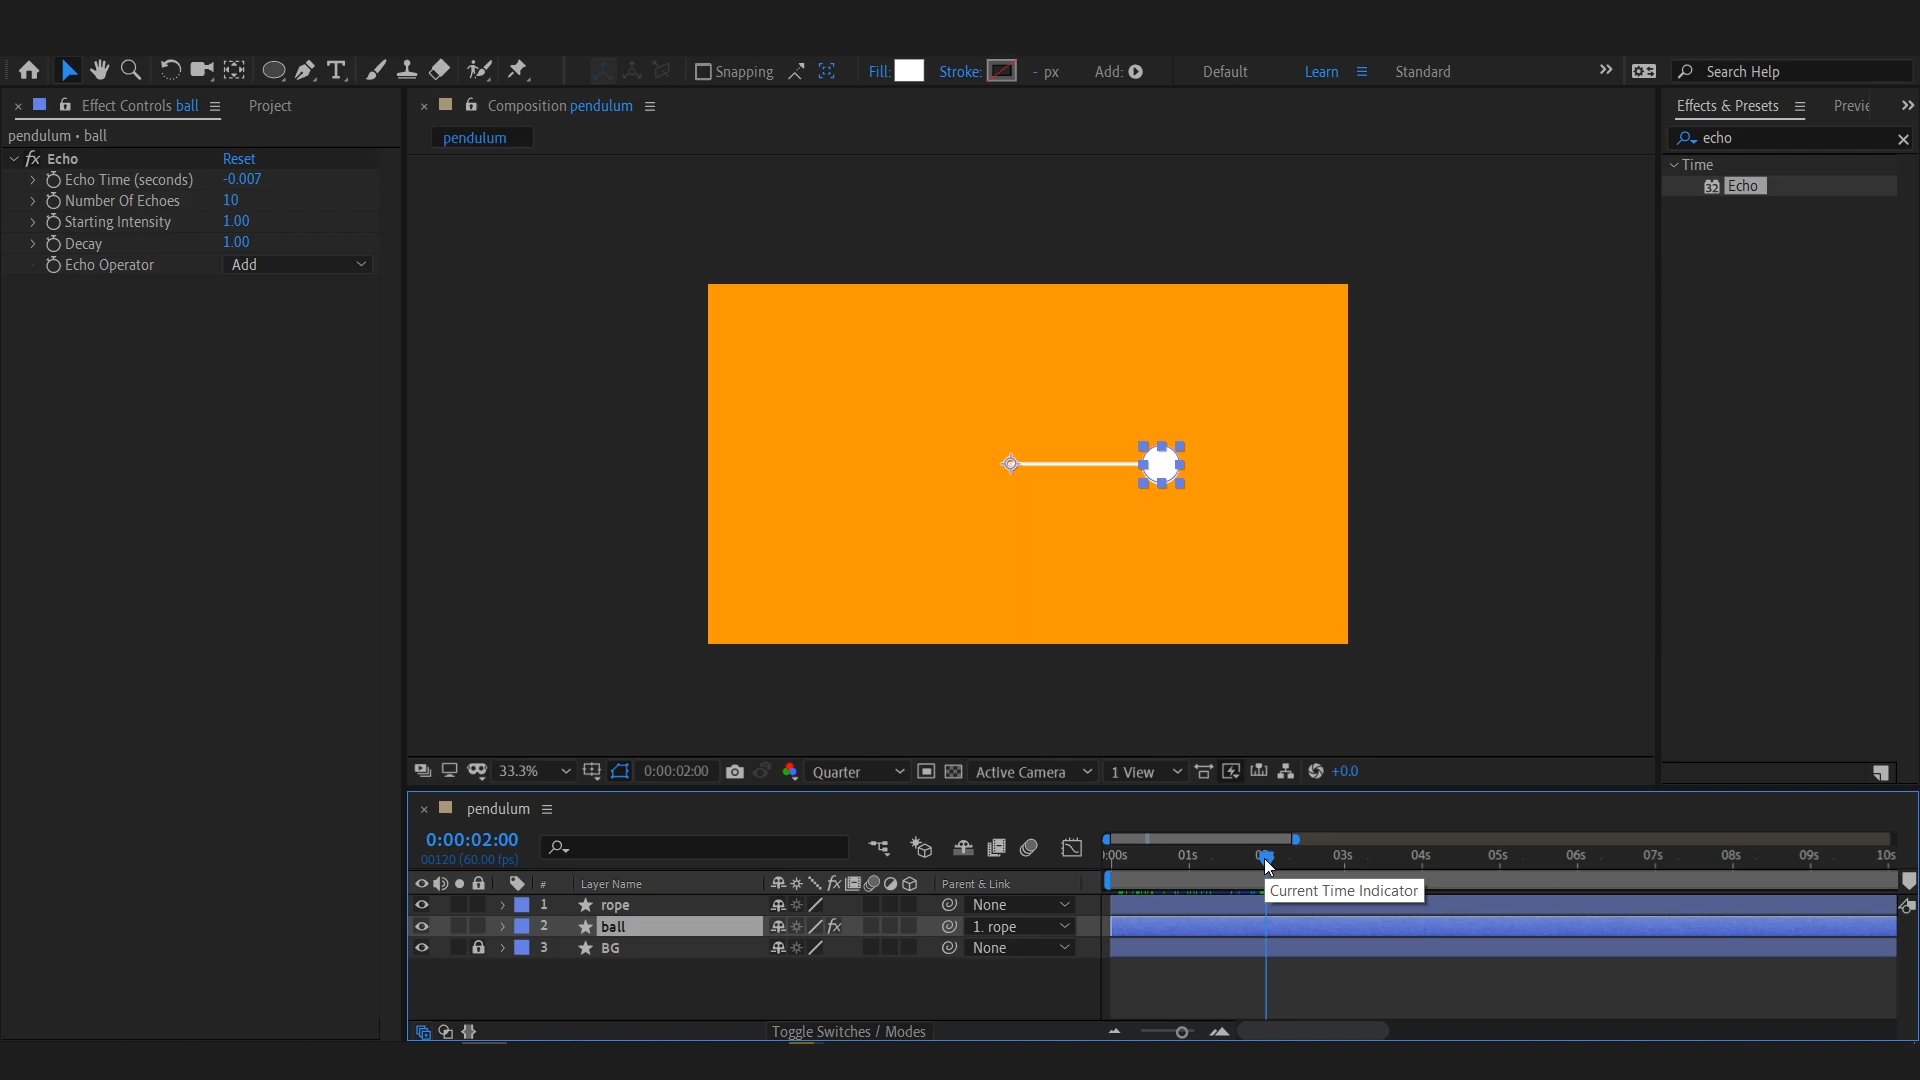 Snapping
Fill:
Stroke:
- px
Add:
Default
Learn
Standard
Search Help
Effect Controls ball
Project
Composition pendulum
Effects & Presets
Previe
pendulum • ball
pendulum
echo
fx Echo
Reset
Time
Echo Time (seconds)
-0.007
32 Echo
Number Of Echoes
10
Starting Intensity
1.00
Decay
1.00
Echo Operator
Add
33.3%
0:00:02:00
Quarter
Active Camera
1 View
+0.0
pendulum
0:00:02:00
00120 (60.00 fps)
:00s
01s
03s
04s
05s
06s
07s
08s
09s
10s
#
Layer Name
fx
Parent & Link
Current Time Indicator
1
rope
None
2
ball
fx
1. rope
3
BG
None
Toggle Switches / Modes